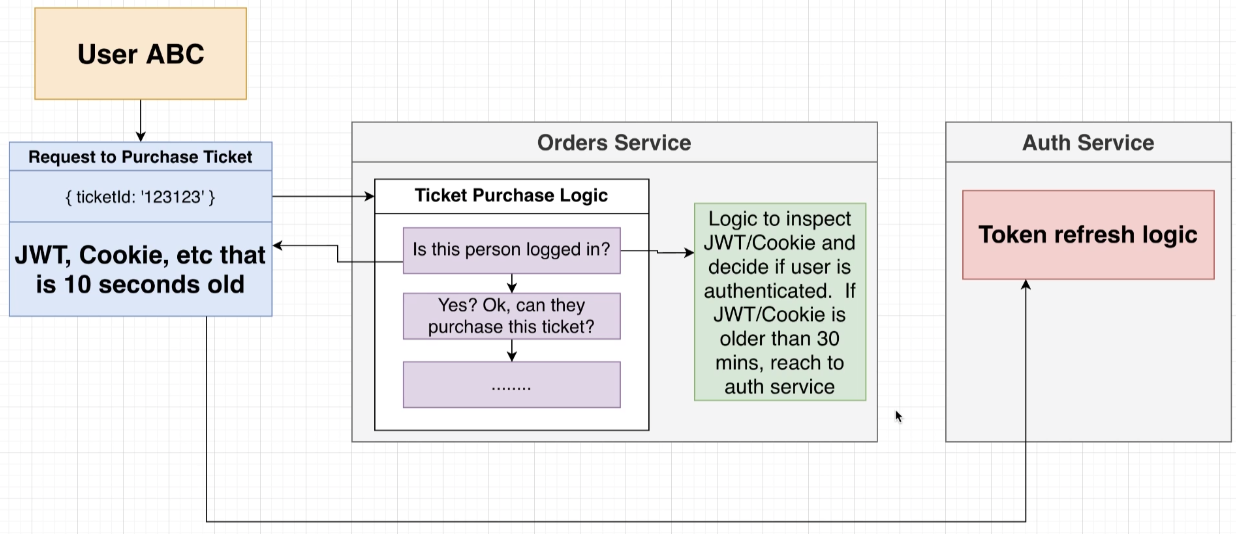 User ABC
Request to Purchase Ticket
{ ticketId: '123123' }
JWT, Cookie, etc that
is 10 seconds old
Orders Service
Ticket Purchase Logic
Is this person logged in?
Yes? Ok, can they
purchase this ticket?
........
Logic to inspect
JWT/Cookie and
decide if user is
authenticated.  If
JWT/Cookie is
older than 30
mins, reach to
auth service
Auth Service
Token refresh logic